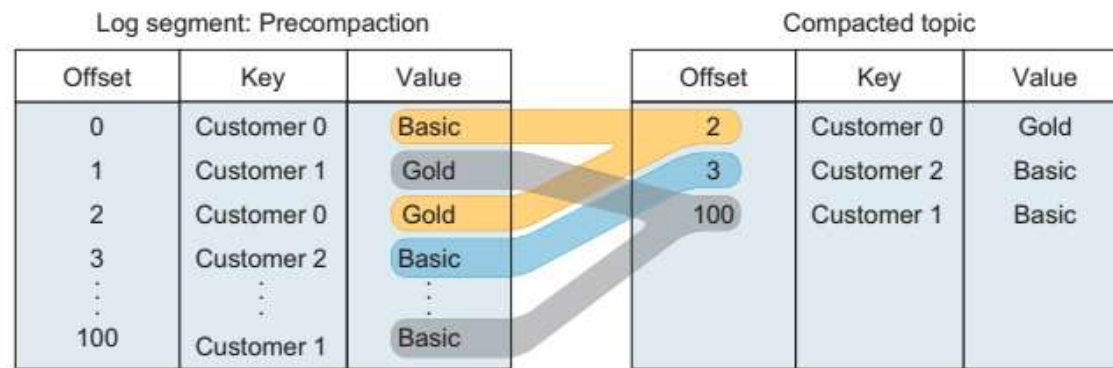 Log segment: Precompaction Compacted topic
Offset Key Value Offset Key Value
0 Customer 0 Basic 2 Customer 0 Gold
1 Customer 1 Gold 3 Customer 2 Basic
2 Customer 0 Gold 100 Customer 1 Basic
3 Customer 2 Basic
100 Customer 1 Basic